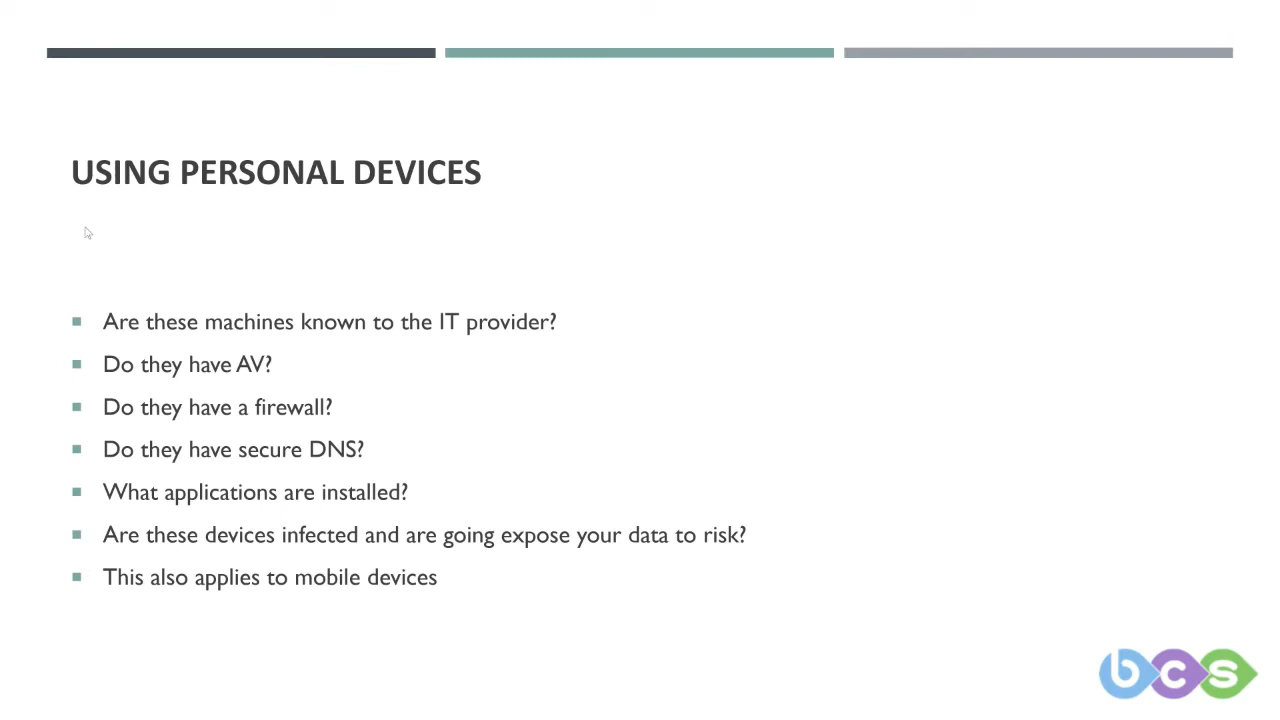 USING PERSONAL DEVICES
Are these machines known to the IT provider?
Do they have AV?
Do they have a firewall?
Do they have secure DNS?
What applications are installed?
Are these devices infected and are going expose your data to risk?
This also applies to mobile devices
bcs